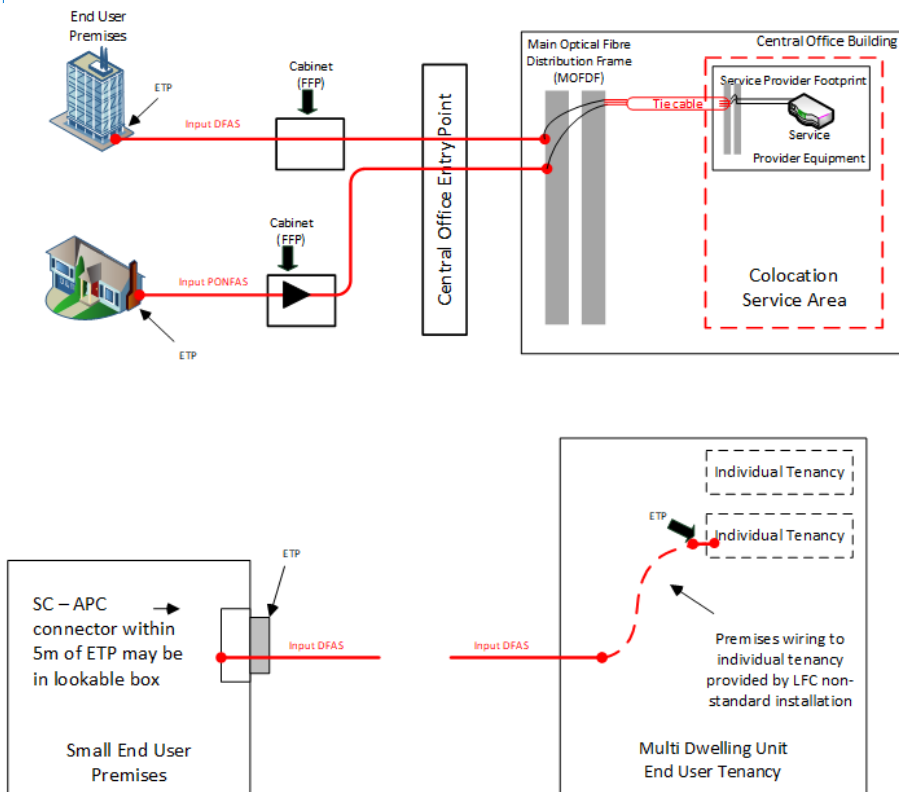 End User
Premises
ETP
Input DFAS
Cabinet
(FFP)
Central Office Entry Point
Main Optical Fibre
Distribution Frame
(MOFDF)
Central Office Building
Service Provider Footprint
Tie cable
Service
Provider Equipment
Colocation
Service Area
Cabinet
(FFP)
Input PONFAS
ETP
SC – APC
connector within
5m of ETP may be
in lookable box
ETP
Input DFAS
Small End User
Premises
Input DFAS
Individual Tenancy
ETP
Individual Tenancy
Premises wiring to
individual tenancy
provided by LFC non-
standard installation
Multi Dwelling Unit
End User Tenancy